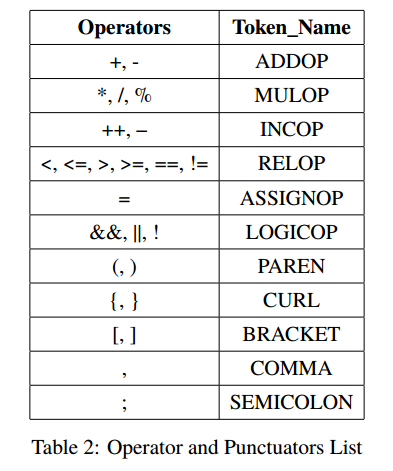 Operators Token_Name
+, - ADDOP
*, /, % MULOP
++, – INCOP
<, <=, >, >=, ==, != RELOP
= ASSIGNOP
&&, ||, ! LOGICOP
(, ) PAREN
{, } CURL
[, ] BRACKET
, COMMA
; SEMICOLON
Table 2: Operator and Punctuators List